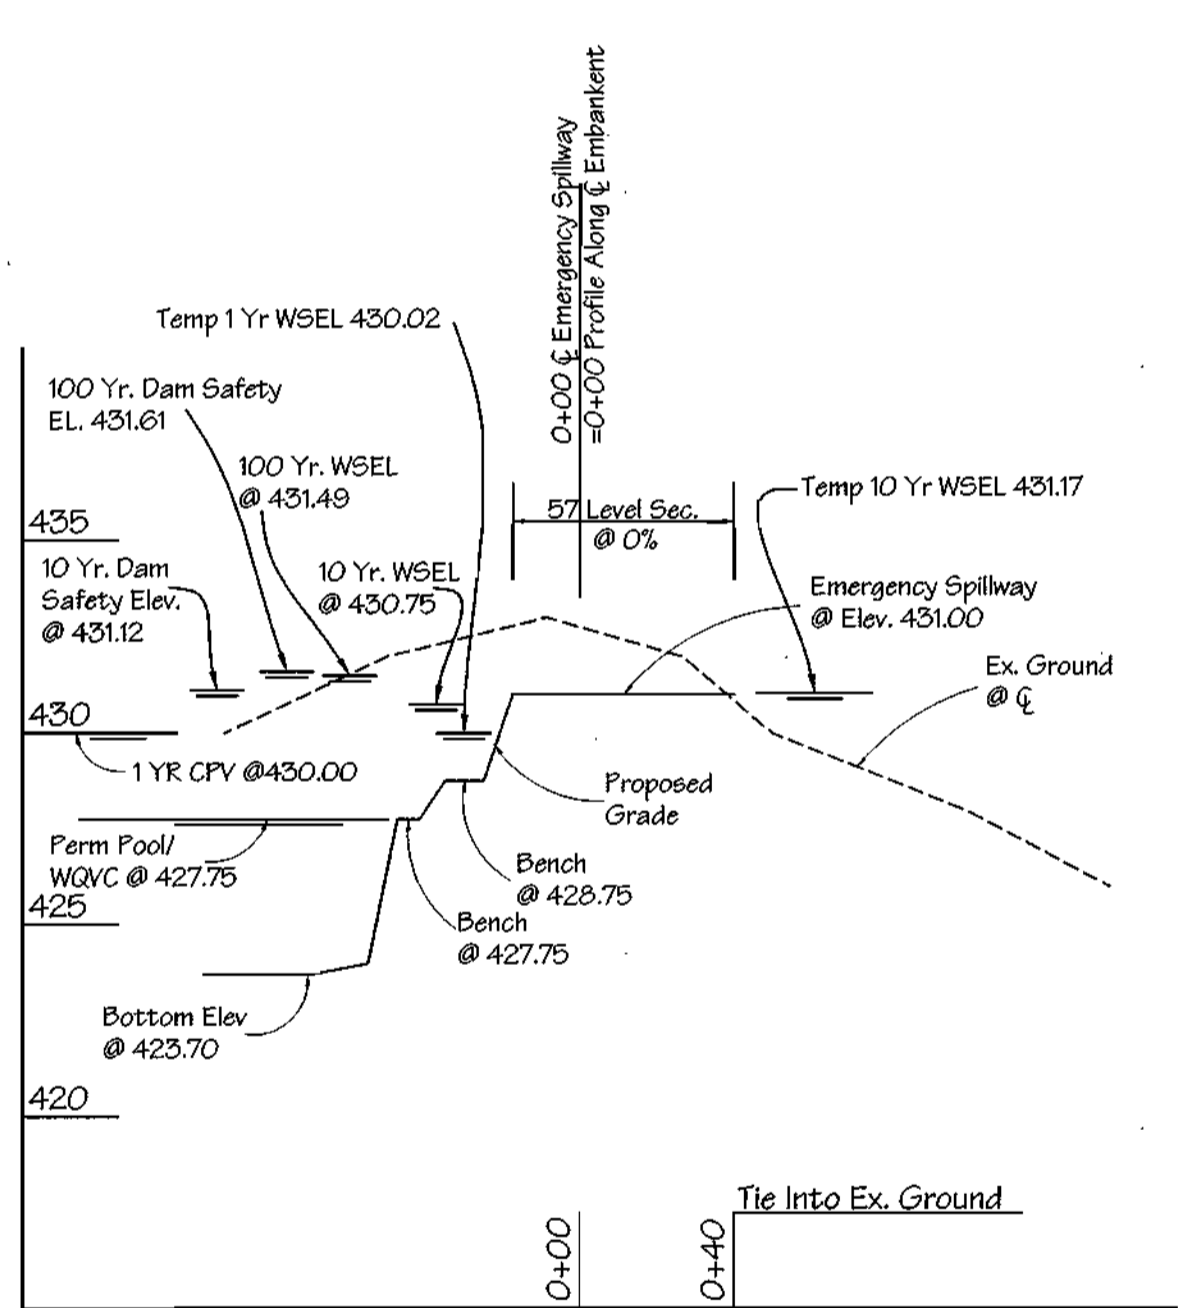 0+00 ℄ Emergency Spillway
=0+00 Profile Along ℄ Embankent
Temp 1 Yr WSEL 430.02
100 Yr. Dam Safety
EL. 431.61
100 Yr. WSEL
@ 431.49
Temp 10 Yr WSEL 431.17
57 Level Sec.
@ 0%
435
10 Yr. Dam
Safety Elev.
@ 431.12
10 Yr. WSEL
@ 430.75
Emergency Spillway
@ Elev. 431.00
Ex. Ground
@ ℄
430
1 YR CPV @430.00
Proposed
Grade
Perm Pool/
WQVC @ 427.75
Bench
@ 428.75
425
Bench
@ 427.75
Bottom Elev
@ 423.70
420
Tie Into Ex. Ground
0+00
0+40